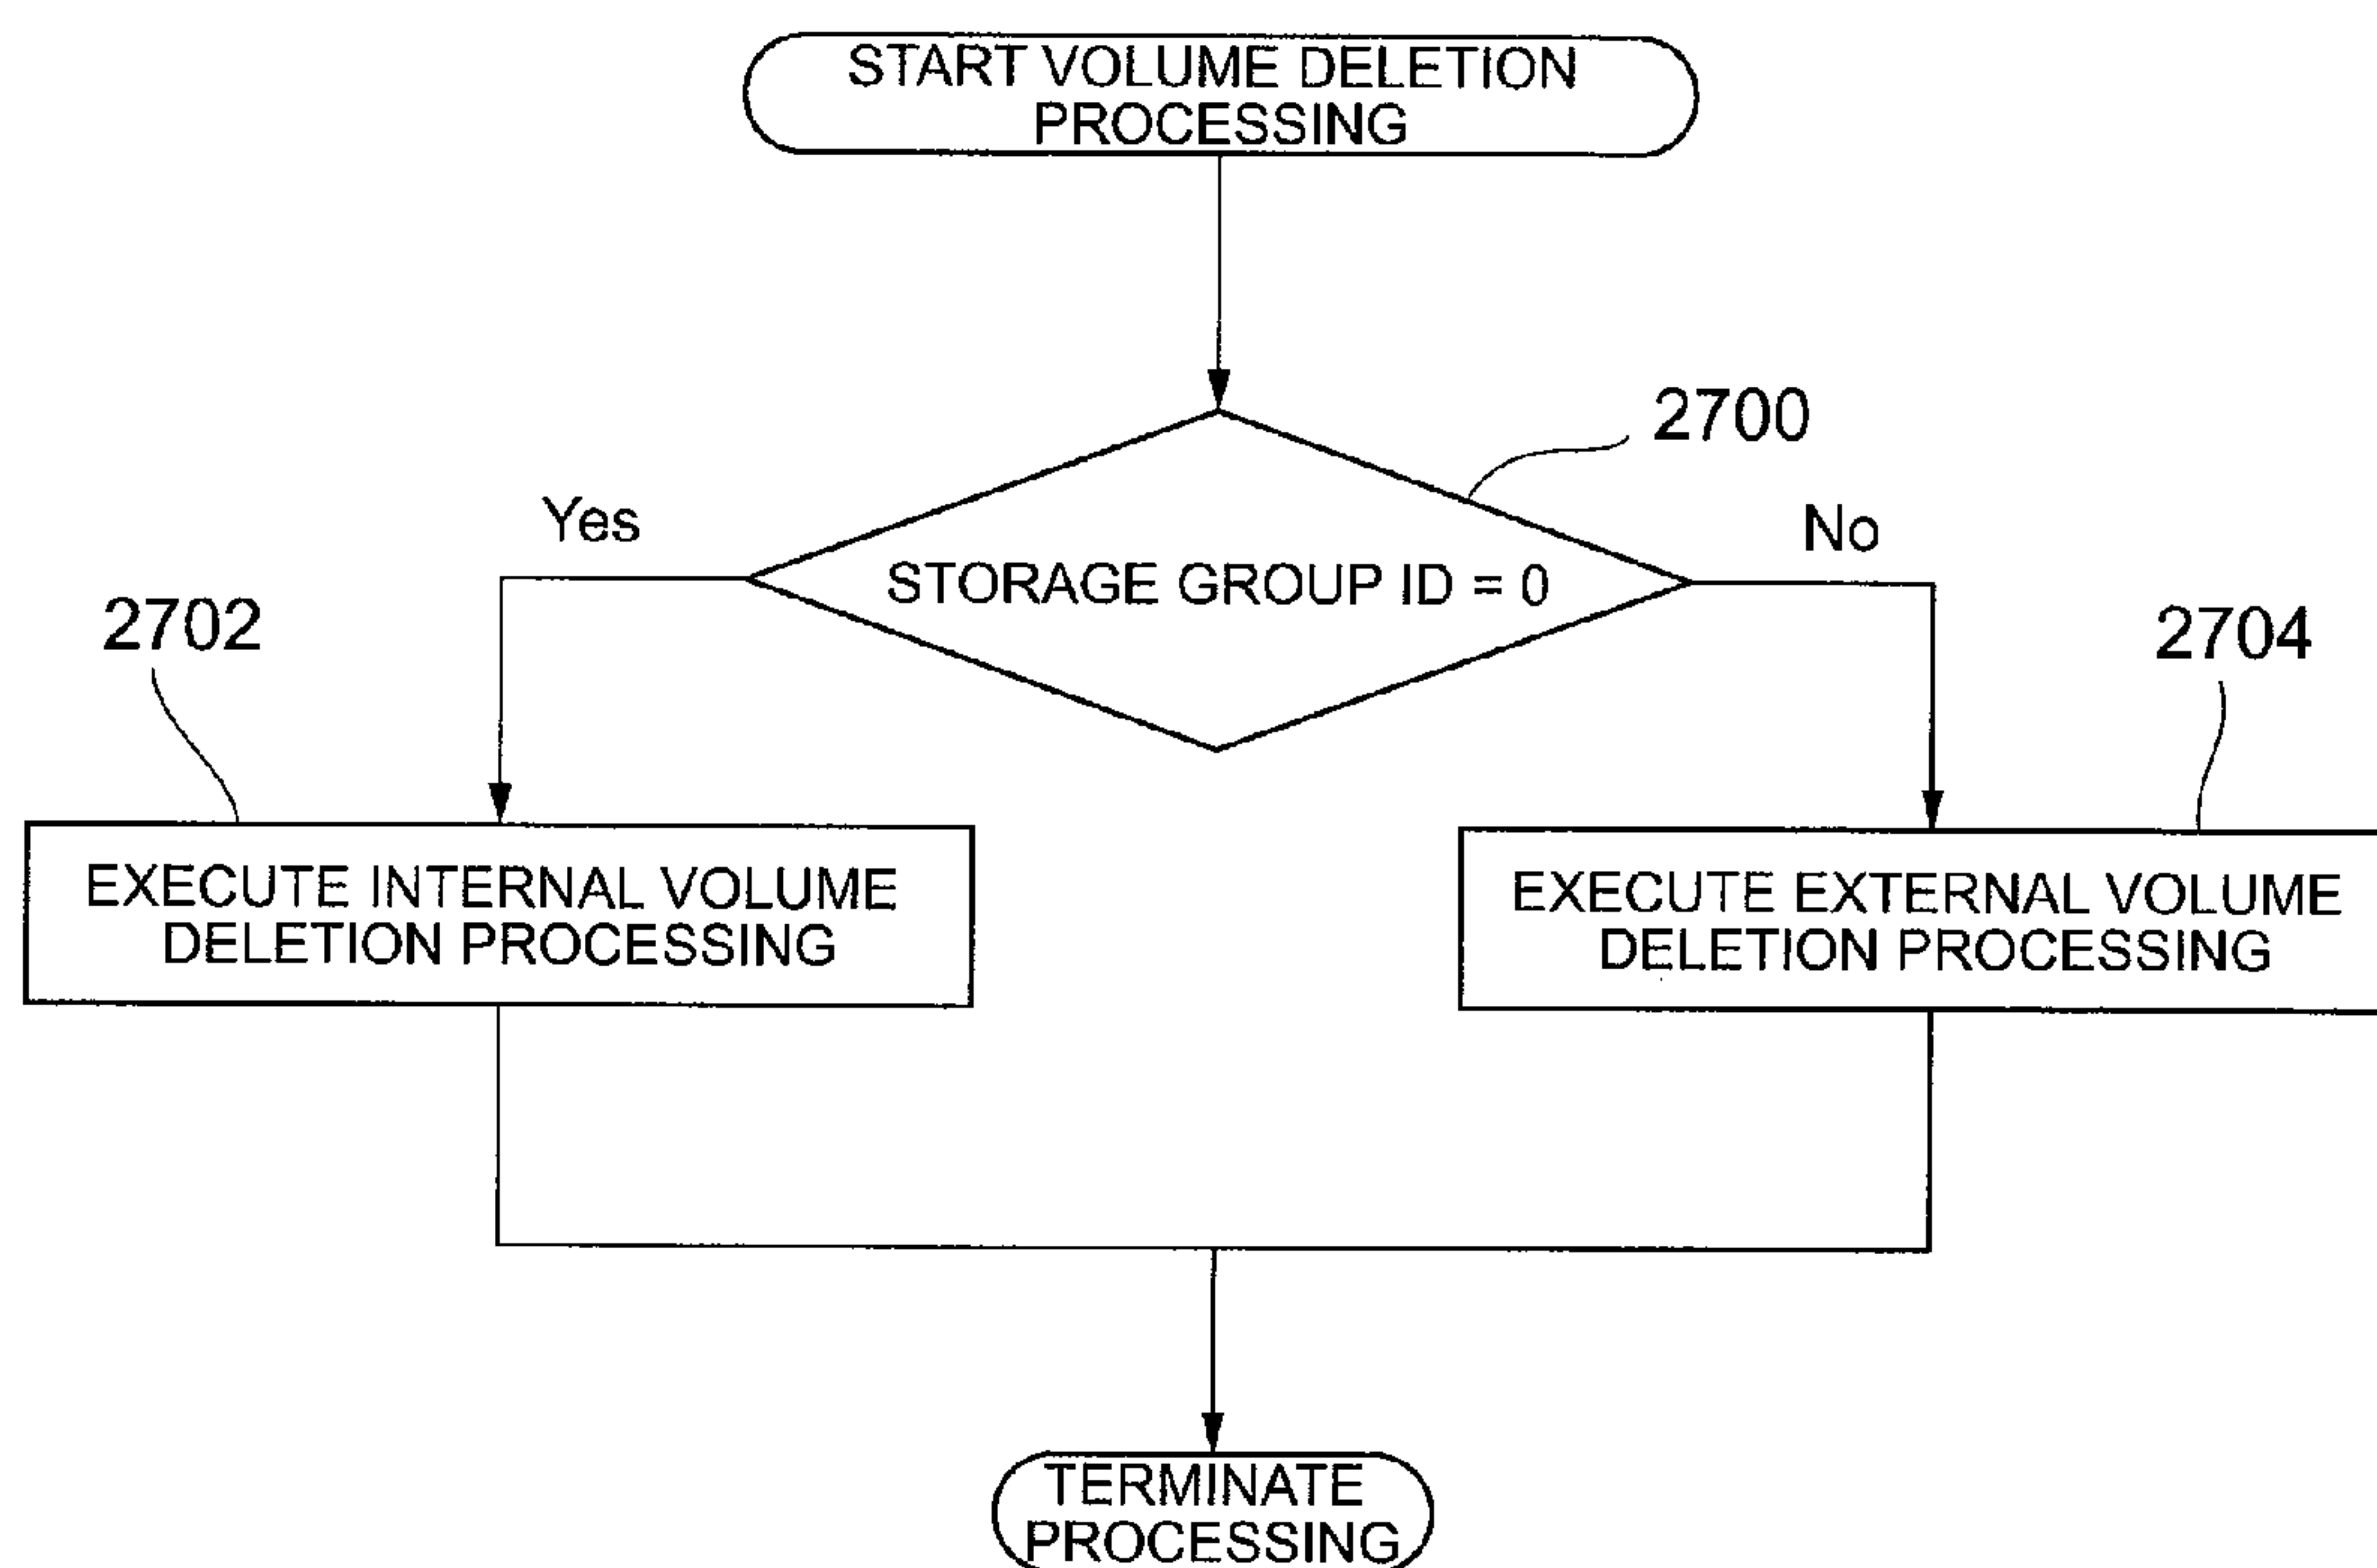 START VOLUME DELETION
PROCESSING
2700
Yes
No
STORAGE GROUP ID = 0
2702
2704
EXECUTE INTERNAL VOLUME
DELETION PROCESSING
EXECUTE EXTERNAL VOLUME
DELETION PROCESSING
TERMINATE
PROCESSING